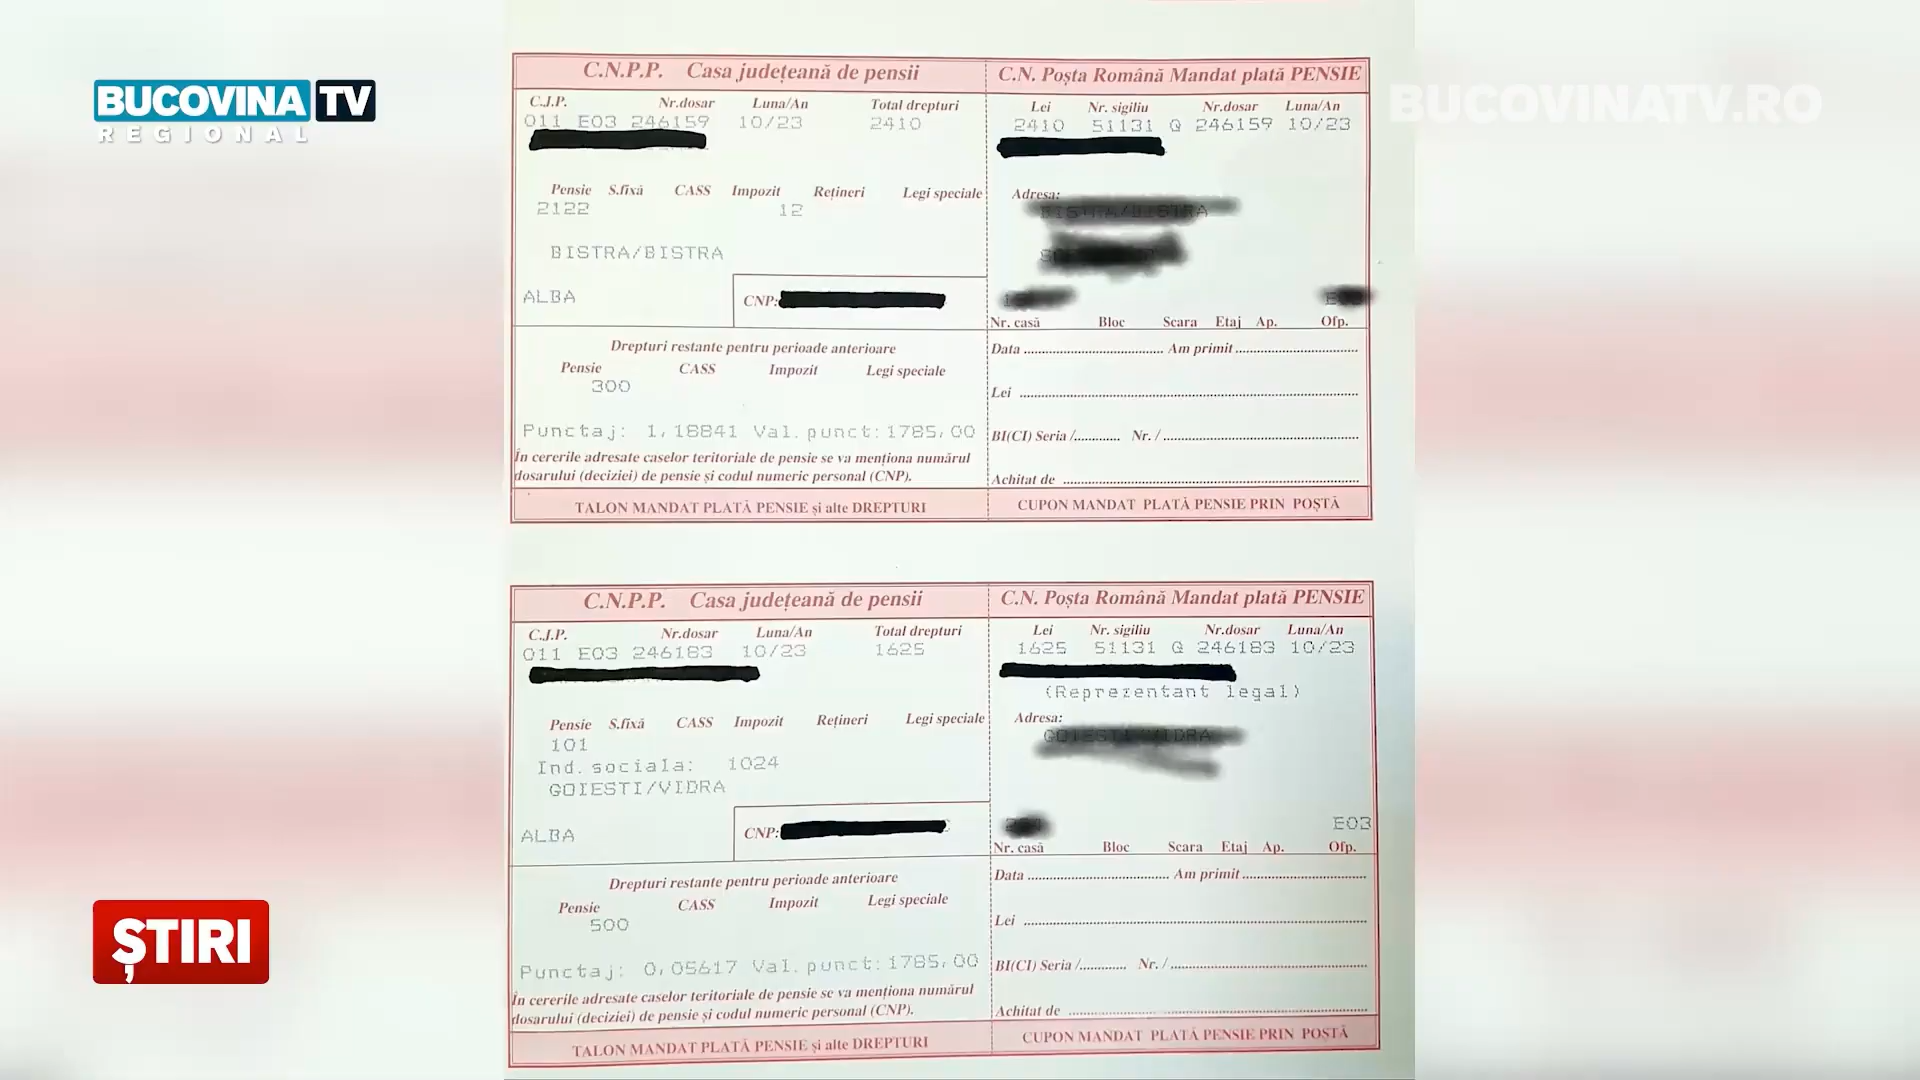 BUCOVINA TV
REGIONAL
BUCOVINATV.RO
C.N.P.P. Casa județeană de pensii
C.J.P. Nr.dosar Luna/An Total drepturi
011 E03 246159 10/23 2410
Pensie S.fixă CASS Impozit Rețineri Legi speciale
2122 12
BISTRA/BISTRA
ALBA
CNP:
Drepturi restante pentru perioade anterioare
Pensie CASS Impozit Legi speciale
300
Punctaj: 1,18841 Val.punct:1785,00
În cererile adresate caselor teritoriale de pensie se va menționa numărul
dosarului (deciziei) de pensie și codul numeric personal (CNP).
TALON MANDAT PLATĂ PENSIE și alte DREPTURI
C.N. Poșta Română Mandat plată PENSIE
Lei Nr. sigiliu Nr.dosar Luna/An
2410 51131 Q 246159 10/23
Adresa:
Nr. casă Bloc Scara Etaj Ap. Ofp.
Data .................... Am primit ....................
Lei ....................
BI(CI) Seria /............ Nr. / ....................
Achitat de ....................
CUPON MANDAT PLATĂ PENSIE PRIN POȘTĂ
C.N.P.P. Casa județeană de pensii
C.J.P. Nr.dosar Luna/An Total drepturi
011 E03 246183 10/23 1625
Pensie S.fixă CASS Impozit Rețineri Legi speciale
101
Ind.sociala: 1024
GOIESTI/VIDRA
ALBA
CNP:
Drepturi restante pentru perioade anterioare
Pensie CASS Impozit Legi speciale
500
Punctaj: 0,05617 Val.punct:1785,00
În cererile adresate caselor teritoriale de pensie se va menționa numărul
dosarului (deciziei) de pensie și codul numeric personal (CNP).
TALON MANDAT PLATĂ PENSIE și alte DREPTURI
C.N. Poșta Română Mandat plată PENSIE
Lei Nr. sigiliu Nr.dosar Luna/An
1625 51131 Q 246183 10/23
(Reprezentant legal)
Adresa:
E03
Nr. casă Bloc Scara Etaj Ap. Ofp.
Data .................... Am primit ....................
Lei ....................
BI(CI) Seria /............ Nr. / ....................
Achitat de ....................
CUPON MANDAT PLATĂ PENSIE PRIN POȘTĂ
ȘTIRI